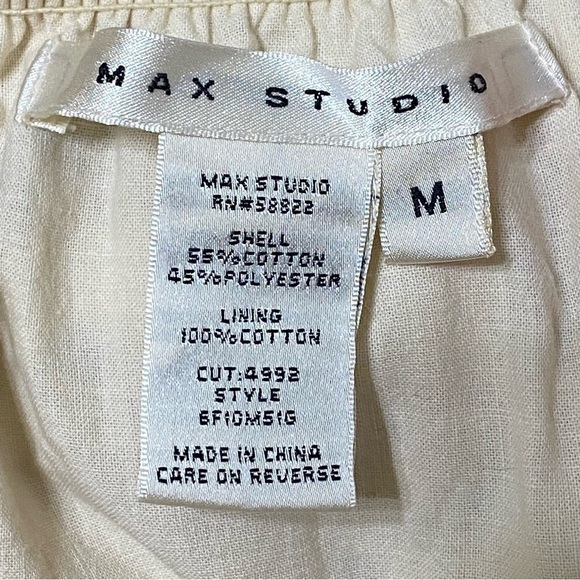 MAX STUDIO
M
MAX STUDIO
RN#58822
SHELL
55%COTTON
45%POLYESTER
LINING
100%COTTON
CUT:4992
STYLE
6F10M51G
MADE IN CHINA
CARE ON REVERSE